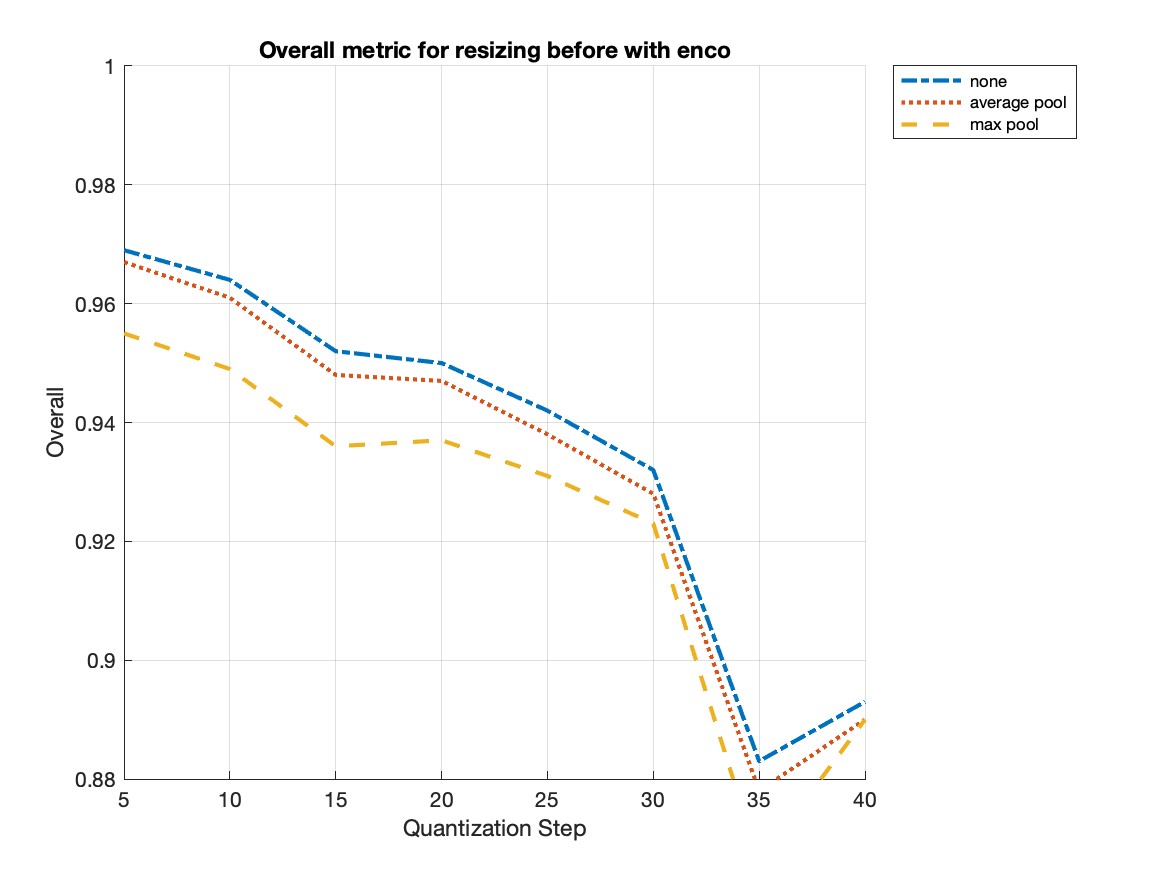 Overall metric for resizing before with enco
none
average pool
max pool
1
0.98
0.96
0.94
0.92
0.9
0.88
Overall
5 10 15 20 25 30 35 40
Quantization Step